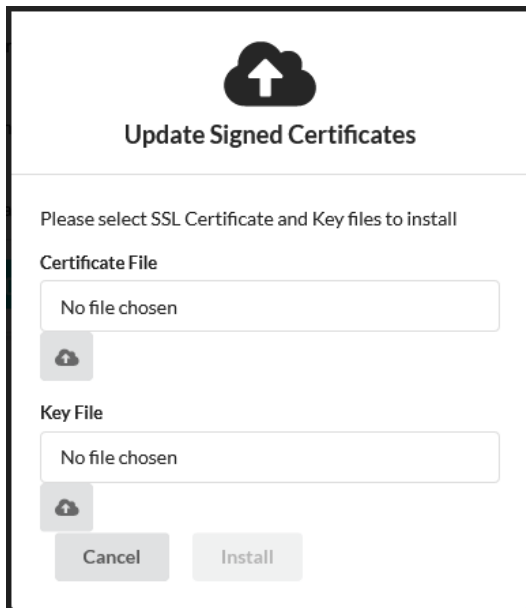 Update Signed Certificates
Please select SSL Certificate and Key files to install
Certificate File
No file chosen
Key File
No file chosen
Cancel Install